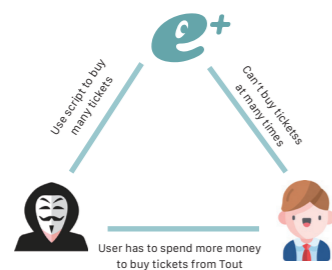 e+
Use script to buy
many tickets
Can't buy ticketss
at many times
User has to spend more money
to buy tickets from Tout